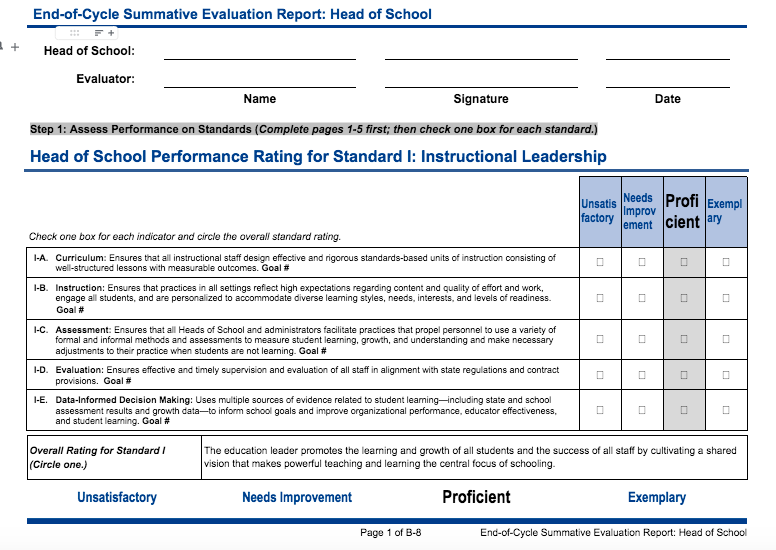 End-of-Cycle Summative Evaluation Report: Head of School
Head of School:
Evaluator:
Name Signature Date
Step 1: Assess Performance on Standards (Complete pages 1-5 first; then check one box for each standard.)
Head of School Performance Rating for Standard I: Instructional Leadership
Check one box for each indicator and circle the overall standard rating.
Unsatis
factory
Needs
Improv
ement
Profi
cient
Exempl
ary
I-A. Curriculum: Ensures that all instructional staff design effective and rigorous standards-based units of instruction consisting of
well-structured lessons with measurable outcomes. Goal #
I-B. Instruction: Ensures that practices in all settings reflect high expectations regarding content and quality of effort and work,
engage all students, and are personalized to accommodate diverse learning styles, needs, interests, and levels of readiness.
Goal #
I-C. Assessment: Ensures that all Heads of School and administrators facilitate practices that propel personnel to use a variety of
formal and informal methods and assessments to measure student learning, growth, and understanding and make necessary
adjustments to their practice when students are not learning. Goal #
I-D. Evaluation: Ensures effective and timely supervision and evaluation of all staff in alignment with state regulations and contract
provisions. Goal #
I-E. Data-Informed Decision Making: Uses multiple sources of evidence related to student learning—including state and school
assessment results and growth data—to inform school goals and improve organizational performance, educator effectiveness,
and student learning. Goal #
Overall Rating for Standard I
(Circle one.)
The education leader promotes the learning and growth of all students and the success of all staff by cultivating a shared
vision that makes powerful teaching and learning the central focus of schooling.
Unsatisfactory Needs Improvement Proficient Exemplary
Page 1 of B-8 End-of-Cycle Summative Evaluation Report: Head of School